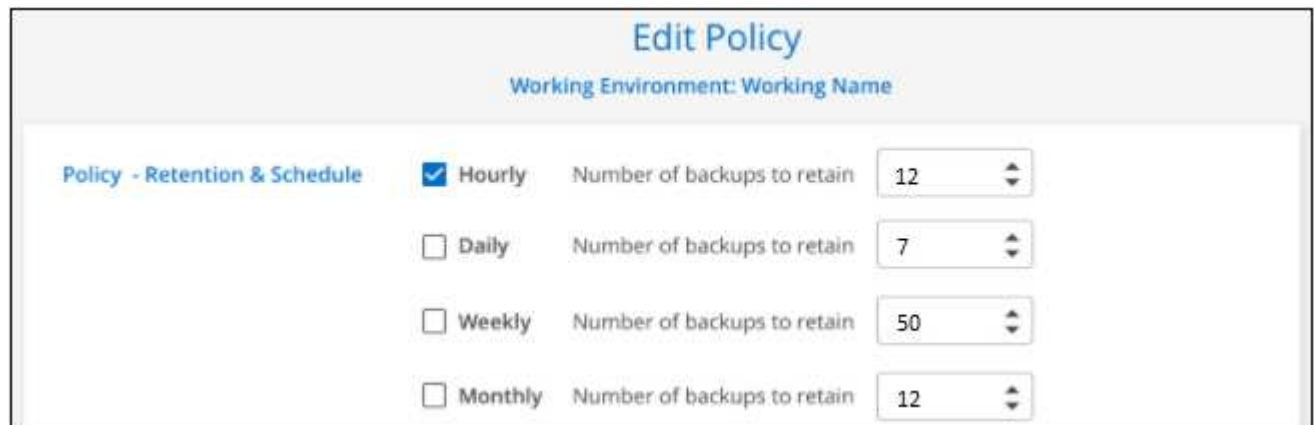 Edit Policy
Working Environment: Working Name
Policy - Retention & Schedule Hourly Number of backups to retain 12
Daily Number of backups to retain 7
Weekly Number of backups to retain 50
Monthly Number of backups to retain 12